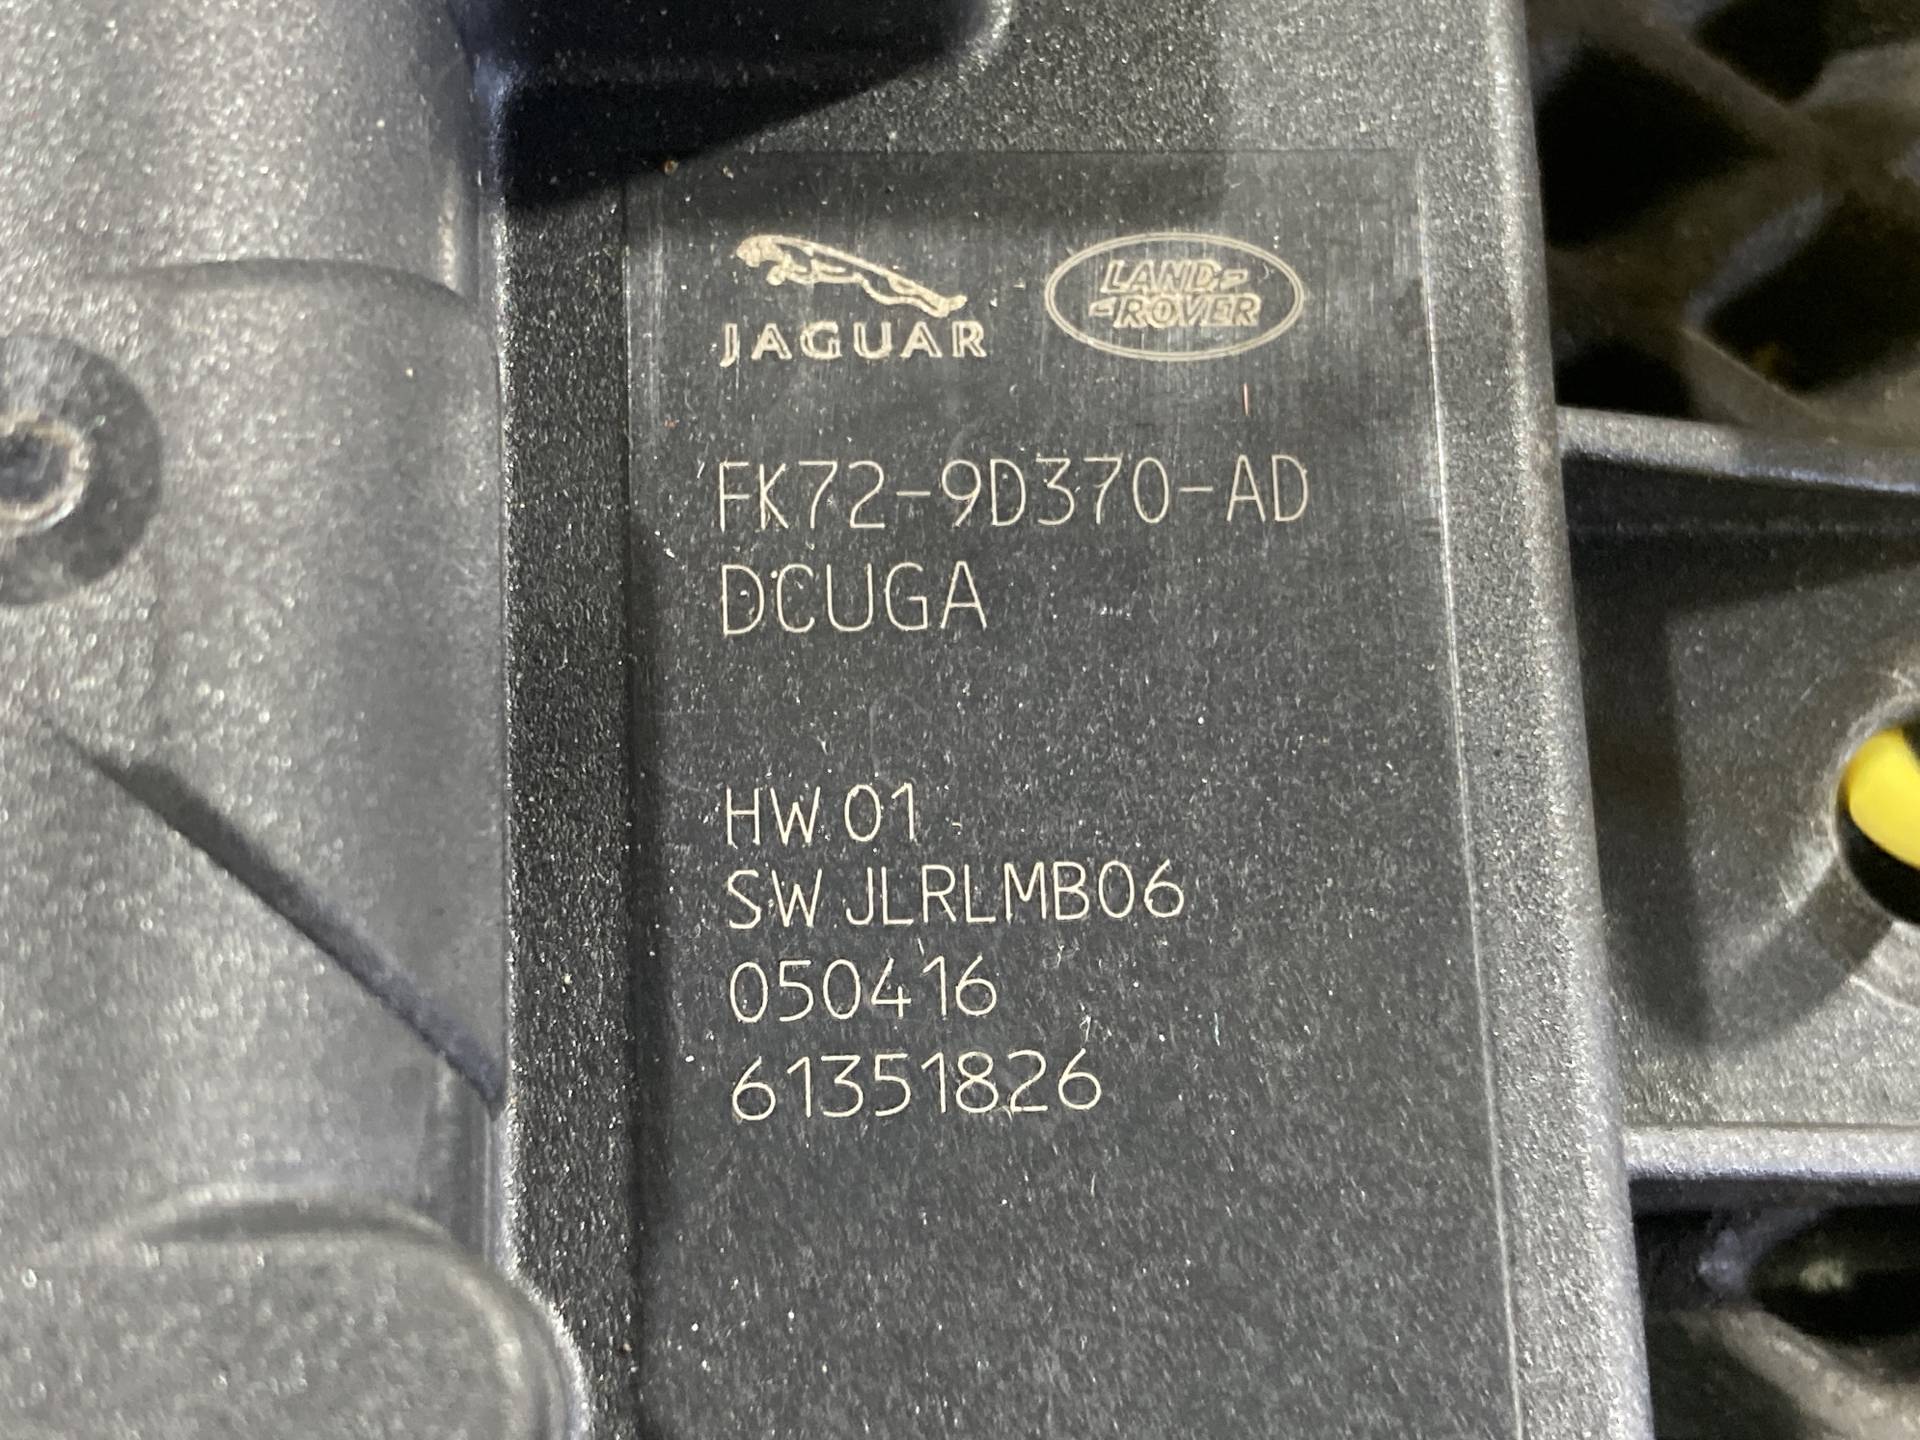 JAGUAR
LAND-
-ROVER
FK72-9D370-AD
DCUGA
HW 01
SW JLRLMB06
050416
61351826